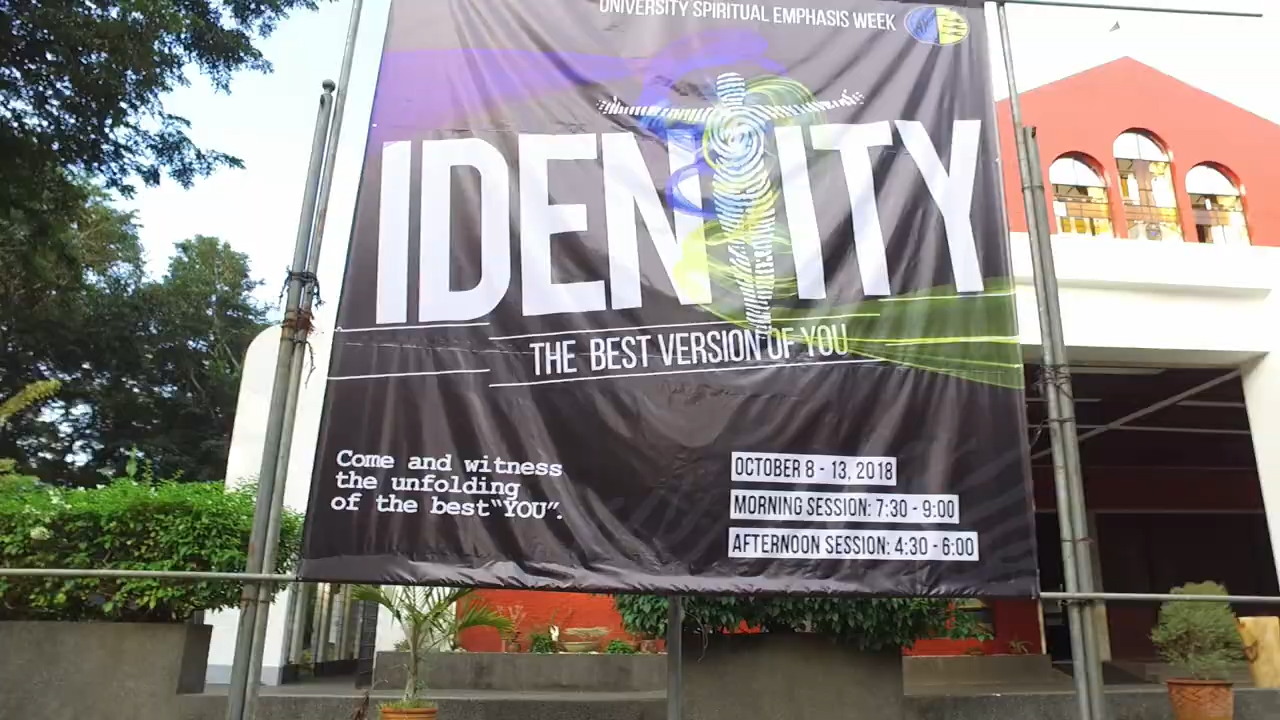 UNIVERSITY SPIRITUAL EMPHASIS WEEK
IDENTITY
THE BEST VERSION OF YOU
Come and witness
the unfolding
of the best "YOU".
OCTOBER 8 - 13, 2018
MORNING SESSION: 7:30 - 9:00
AFTERNOON SESSION: 4:30 - 6:00